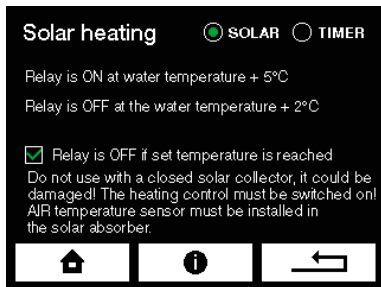 Solar heating SOLAR TIMER
Relay is ON at water temperature + 5°C
Relay is OFF at the water temperature + 2°C
Relay is OFF if set temperature is reached
Do not use with a closed solar collector, it could be
damaged! The heating control must be switched on!
AIR temperature sensor must be installed in
the solar absorber.